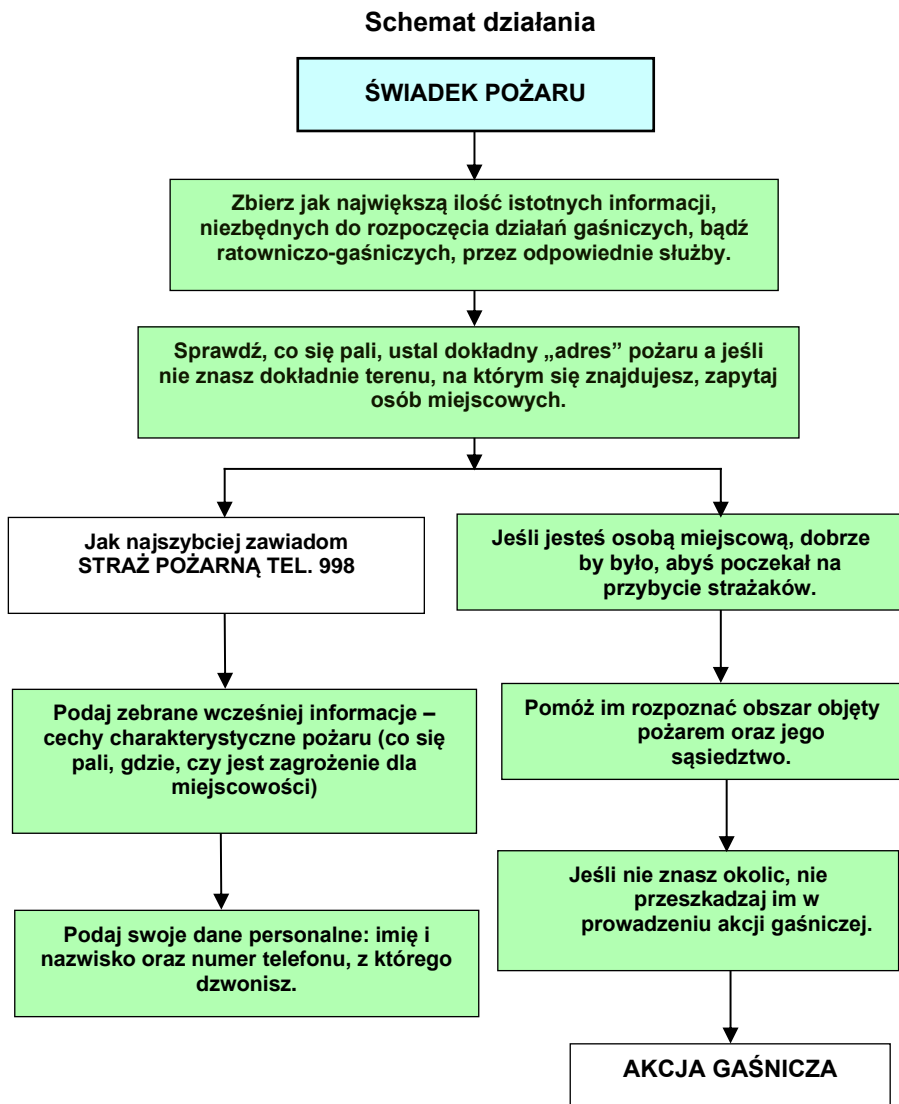 Schemat działania
ŚWIADEK POŻARU
Zbierz jak największą ilość istotnych informacji,
niezbędnych do rozpoczęcia działań gaśniczych, bądź
ratowniczo-gaśniczych, przez odpowiednie służby.
Sprawdź, co się pali, ustal dokładny „adres” pożaru a jeśli
nie znasz dokładnie terenu, na którym się znajdujesz, zapytaj
osób miejscowych.
Jak najszybciej zawiadom
STRAŻ POŻARNĄ TEL. 998
Podaj zebrane wcześniej informacje –
cechy charakterystyczne pożaru (co się
pali, gdzie, czy jest zagrożenie dla
miejscowości)
Podaj swoje dane personalne: imię i
nazwisko oraz numer telefonu, z którego
dzwonisz.
Jeśli jesteś osobą miejscową, dobrze
by było, abyś poczekał na
przybycie strażaków.
Pomóż im rozpoznać obszar objęty
pożarem oraz jego
sąsiedztwo.
Jeśli nie znasz okolic, nie
przeszkadzaj im w
prowadzeniu akcji gaśniczej.
AKCJA GAŚNICZA